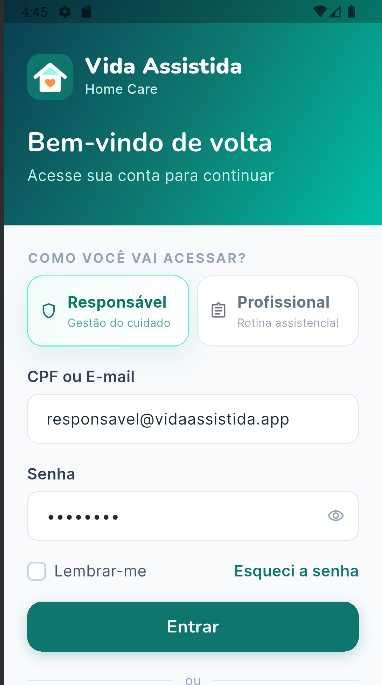 4:45
Vida Assistida
Home Care
Bem-vindo de volta
Acesse sua conta para continuar
COMO VOCÊ VAI ACESSAR?
Responsável
Gestão do cuidado
Profissional
Rotina assistencial
CPF ou E-mail
responsavel@vidaassistida.app
Senha
••••••••
Lembrar-me
Esqueci a senha
Entrar
ou